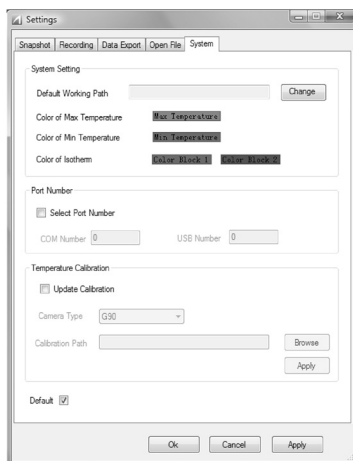 Settings
Snapshot Recording Data Export Open File System
System Setting
Default Working Path Change
Color of Max Temperature Max Temperature
Color of Min Temperature Min Temperature
Color of Isotherm Color Block 1 Color Block 2
Port Number
Select Port Number
COM Number 0 USB Number 0
Temperature Calibration
Update Calibration
Camera Type G90
Calibration Path Browse
Apply
Default
Ok Cancel Apply